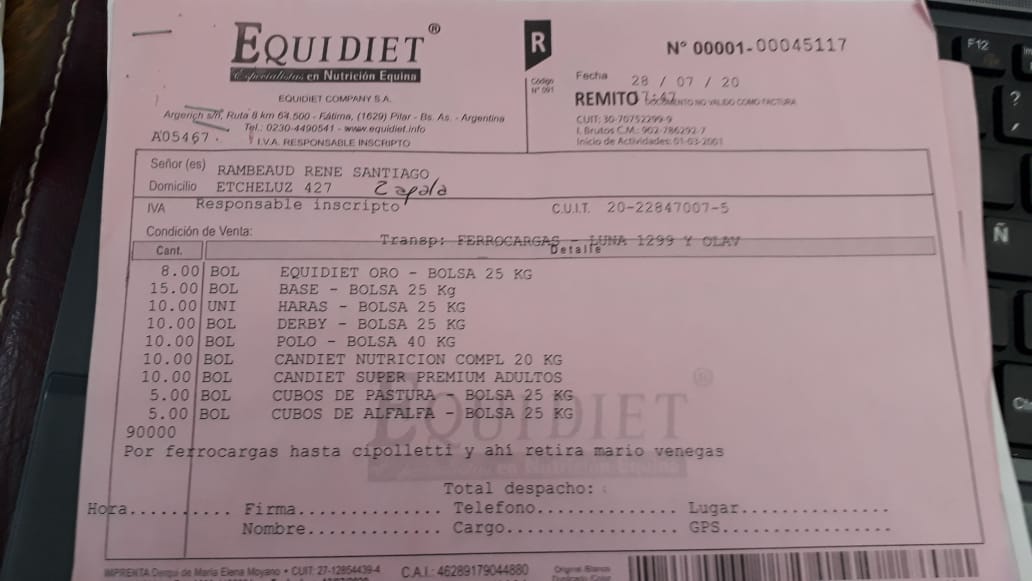 EQUIDIET®
Especialistas en Nutrición Equina
EQUIDIET COMPANY S.A.
Argerich s/n, Ruta 8 km 64.500 - Fátima, (1629) Pilar - Bs. As. - Argentina
Tel.: 0230-4490541 - www.equidiet.info
A05467
I.V.A. RESPONSABLE INSCRIPTO
R
Código
N° 091
N° 00001-00045117
Fecha 28 / 07 / 20
REMITO DOCUMENTO NO VALIDO COMO FACTURA
CUIT: 30-70752299-9
I. Brutos C.M.: 902-786292-7
Inicio de Actividades: 01-03-2001
Señor (es) RAMBEAUD RENE SANTIAGO
Domicilio ETCHELUZ 427 Zapala
IVA Responsable inscripto C.U.I.T. 20-22847007-5
Condición de Venta:
Transp: FERROCARGAS - LUNA 1299 Y OLAV
Cant. Detalle
8.00 BOL EQUIDIET ORO - BOLSA 25 KG
15.00 BOL BASE - BOLSA 25 Kg
10.00 UNI HARAS - BOLSA 25 KG
10.00 BOL DERBY - BOLSA 25 KG
10.00 BOL POLO - BOLSA 40 KG
10.00 BOL CANDIET NUTRICION COMPL 20 KG
10.00 BOL CANDIET SUPER PREMIUM ADULTOS
5.00 BOL CUBOS DE PASTURA - BOLSA 25 KG
5.00 BOL CUBOS DE ALFALFA - BOLSA 25 KG
90000
Por ferrocargas hasta cipolletti y ahí retira mario venegas
EQUIDIET®
en Nutrición Equina
Total despacho:
Hora.......... Firma.............. Telefono............. Lugar..............
Nombre............. Cargo................. GPS................
IMPRENTA Derqui de María Elena Moyano • CUIT: 27-12854439-4 C.A.I.: 46289179044880 Original Blanco
F12
?
Ñ